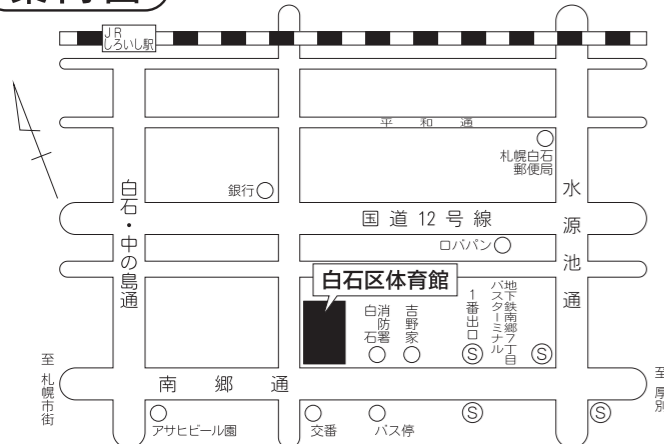 案内図
JR
しろいし駅
平和通
札幌白石
郵便局
銀行
白石・中の島通
国道12号線
水源池通
ロバパン
白石区体育館
白石
消防署
吉野家
1番出口
地下鉄南郷7丁目
バスターミナル
Ⓢ
Ⓢ
至札幌市街
南郷通
至厚別
アサヒビール園
交番
バス停
Ⓢ
Ⓢ